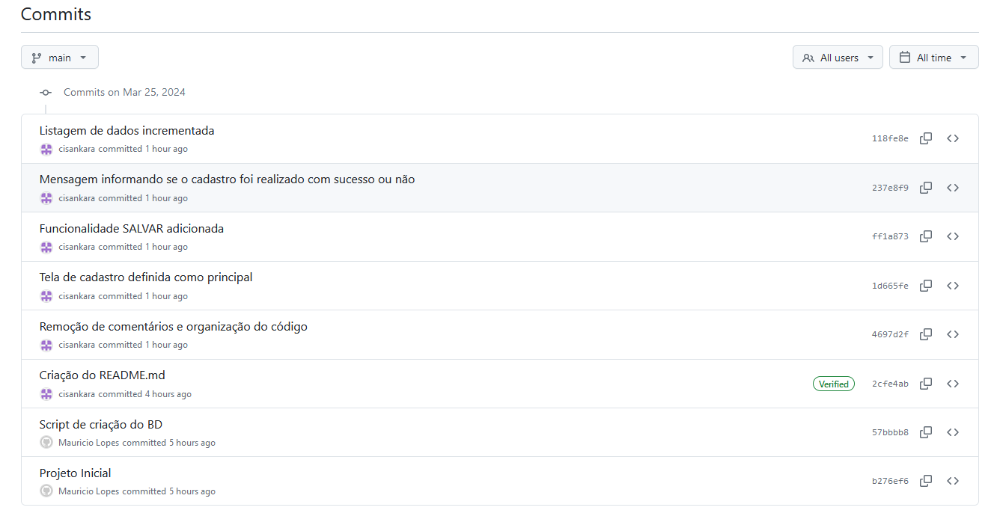 Commits
main
All users
All time
Commits on Mar 25, 2024
Listagem de dados incrementada
cisankara committed 1 hour ago
118fe8e
Mensagem informando se o cadastro foi realizado com sucesso ou não
cisankara committed 1 hour ago
237e8f9
Funcionalidade SALVAR adicionada
cisankara committed 1 hour ago
ff1a873
Tela de cadastro definida como principal
cisankara committed 1 hour ago
1d665fe
Remoção de comentários e organização do código
cisankara committed 1 hour ago
4697d2f
Criação do README.md
cisankara committed 4 hours ago
Verified
2cfe4ab
Script de criação do BD
Mauricio Lopes committed 5 hours ago
57bbbb8
Projeto Inicial
Mauricio Lopes committed 5 hours ago
b276ef6